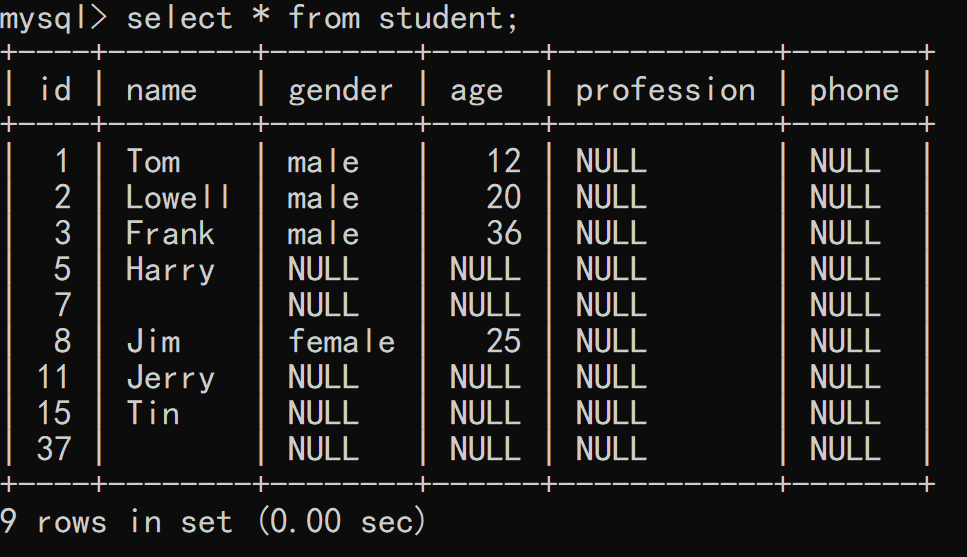 mysql> select * from student;
+----+--------+--------+------+------------+-------+
| id | name   | gender | age  | profession | phone |
+----+--------+--------+------+------------+-------+
|  1 | Tom    | male   |   12 | NULL       | NULL  |
|  2 | Lowell | male   |   20 | NULL       | NULL  |
|  3 | Frank  | male   |   36 | NULL       | NULL  |
|  5 | Harry  | NULL   | NULL | NULL       | NULL  |
|  7 |        | NULL   | NULL | NULL       | NULL  |
|  8 | Jim    | female |   25 | NULL       | NULL  |
| 11 | Jerry  | NULL   | NULL | NULL       | NULL  |
| 15 | Tin    | NULL   | NULL | NULL       | NULL  |
| 37 |        | NULL   | NULL | NULL       | NULL  |
+----+--------+--------+------+------------+-------+
9 rows in set (0.00 sec)